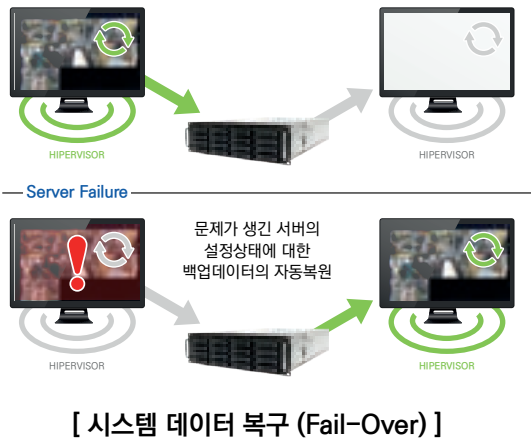 HIPERVISOR
HIPERVISOR
Server Failure
문제가 생긴 서버의
설정상태에 대한
백업데이터의 자동복원
HIPERVISOR
HIPERVISOR
[ 시스템 데이터 복구 (Fail-Over) ]